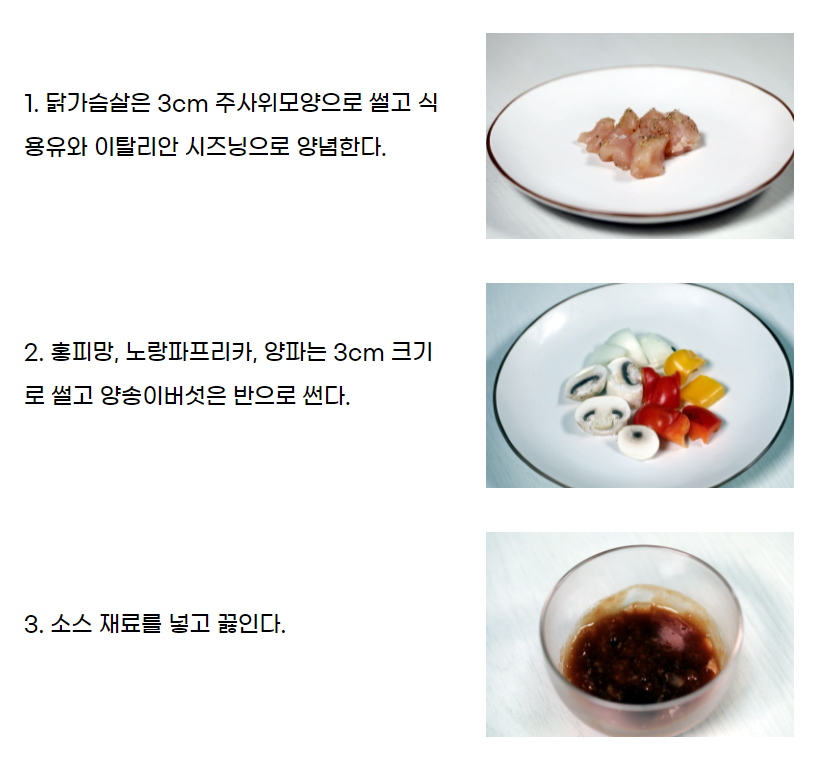 1. 닭가슴살은 3cm 주사위모양으로 썰고 식
용유와 이탈리안 시즈닝으로 양념한다.
2. 홍피망, 노랑파프리카, 양파는 3cm 크기
로 썰고 양송이버섯은 반으로 썬다.
3. 소스 재료를 넣고 끓인다.